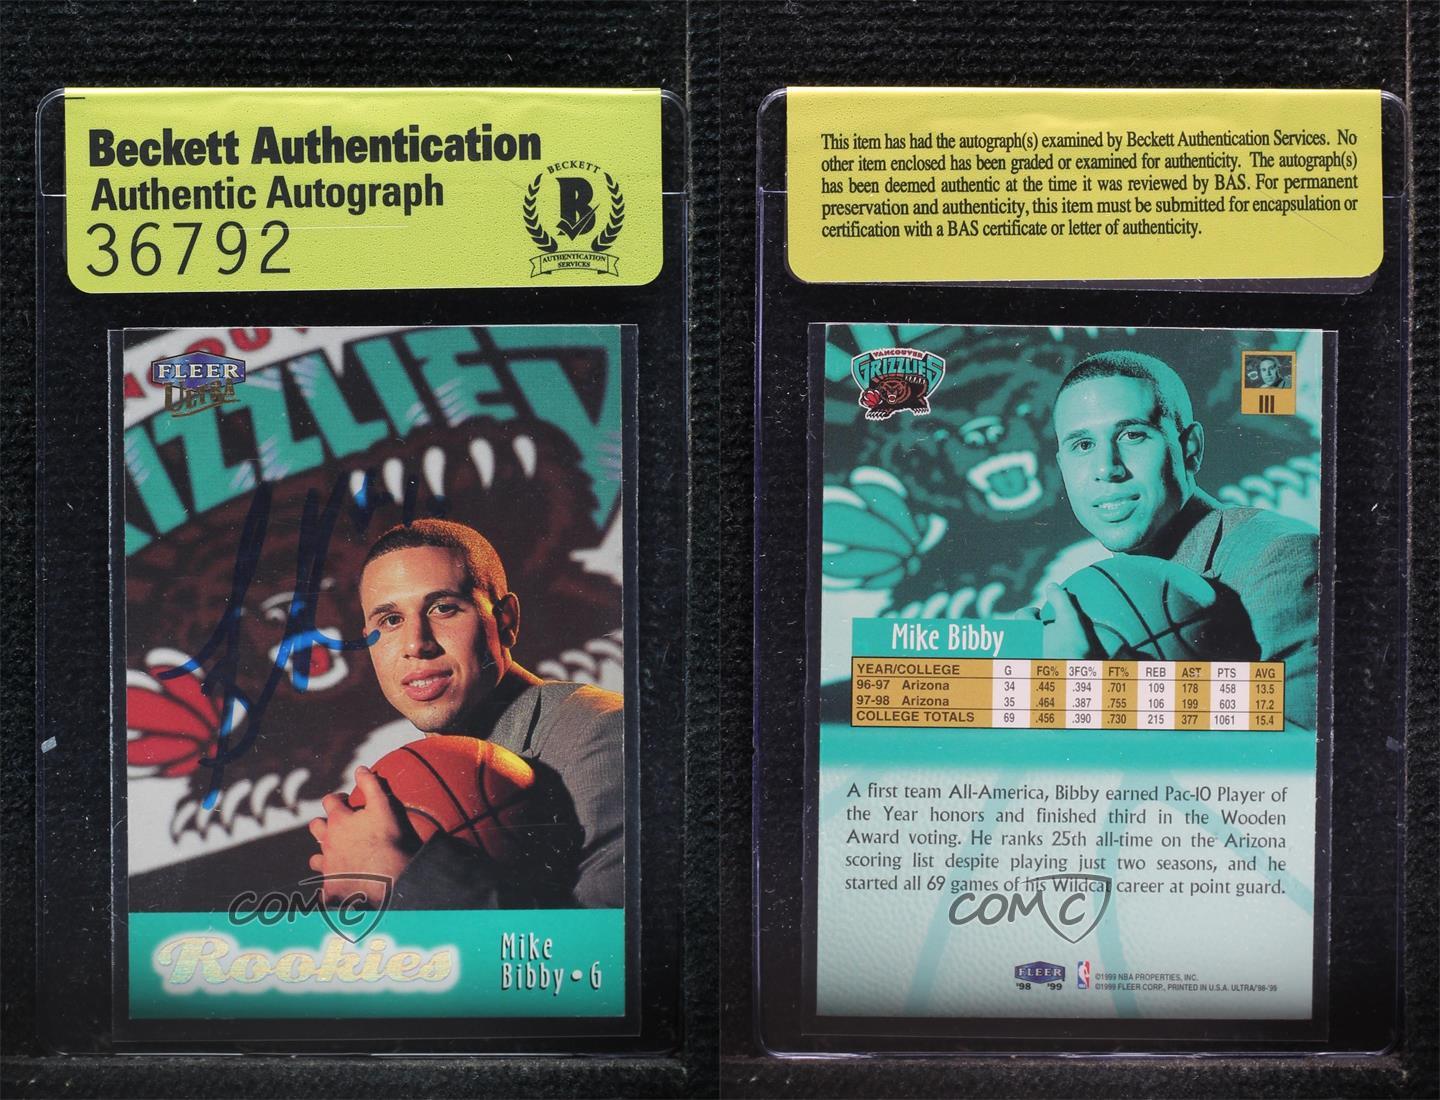 Beckett Authentication
Authentic Autograph
36792
BECKETT
B
AUTHENTICATION
SERVICES
FLEER
ULTRA
GRIZZLIES
COMC
Rookies
Mike
Bibby • G
This item has had the autograph(s) examined by Beckett Authentication Services. No
other item enclosed has been graded or examined for authenticity. The autograph(s)
has been deemed authentic at the time it was reviewed by BAS. For permanent
preservation and authenticity, this item must be submitted for encapsulation or
certification with a BAS certificate or letter of authenticity.
VANCOUVER
GRIZZLIES
III
Mike Bibby
YEAR/COLLEGE G FG% 3FG% FT% REB AST PTS AVG
96-97 Arizona 34 .445 .394 .701 109 178 458 13.5
97-98 Arizona 35 .464 .387 .755 106 199 603 17.2
COLLEGE TOTALS 69 .456 .390 .730 215 377 1061 15.4
A first team All-America, Bibby earned Pac-10 Player of
the Year honors and finished third in the Wooden
Award voting. He ranks 25th all-time on the Arizona
scoring list despite playing just two seasons, and he
started all 69 games of his Wildcat career at point guard.
COMC
FLEER
'98 '99
©1999 NBA PROPERTIES, INC.
©1999 FLEER CORP., PRINTED IN U.S.A. ULTRA/'98-'99